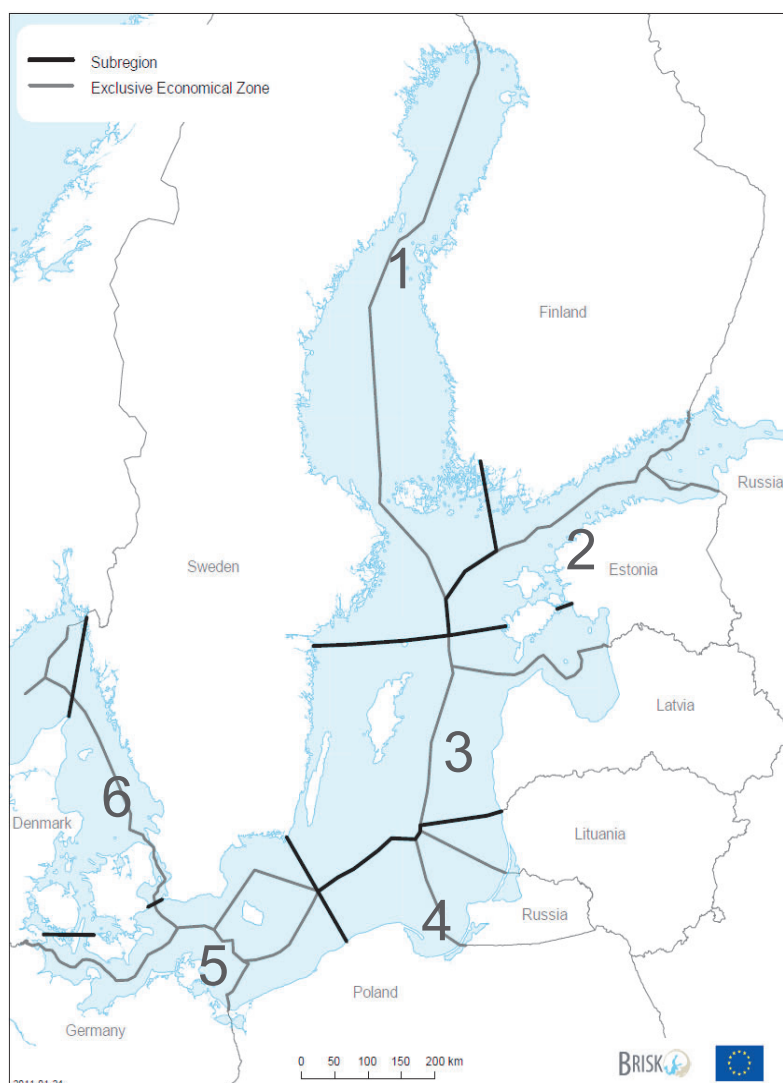 Subregion
Exclusive Economical Zone
1
Finland
Russia
2
Sweden
Estonia
Latvia
3
6
Denmark
Lituania
4
Russia
5
Poland
Germany
0 50 100 150 200 km
BRISK